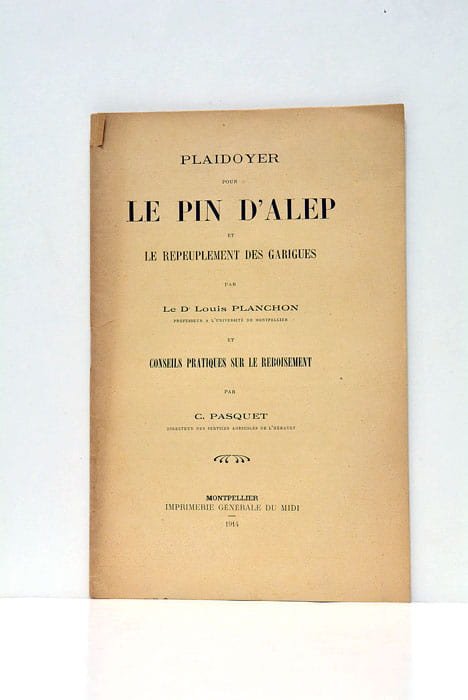 PLAIDOYER
POUR
LE PIN D'ALEP
ET
LE REPEUPLEMENT DES GARIGUES
PAR
Le Dr Louis PLANCHON
PROFESSEUR A L'UNIVERSITÉ DE MONTPELLIER
ET
CONSEILS PRATIQUES SUR LE REBOISEMENT
PAR
C. PASQUET
DIRECTEUR DES SERVICES AGRICOLES DE L'HÉRAULT
MONTPELLIER
IMPRIMERIE GÉNÉRALE DU MIDI
1914